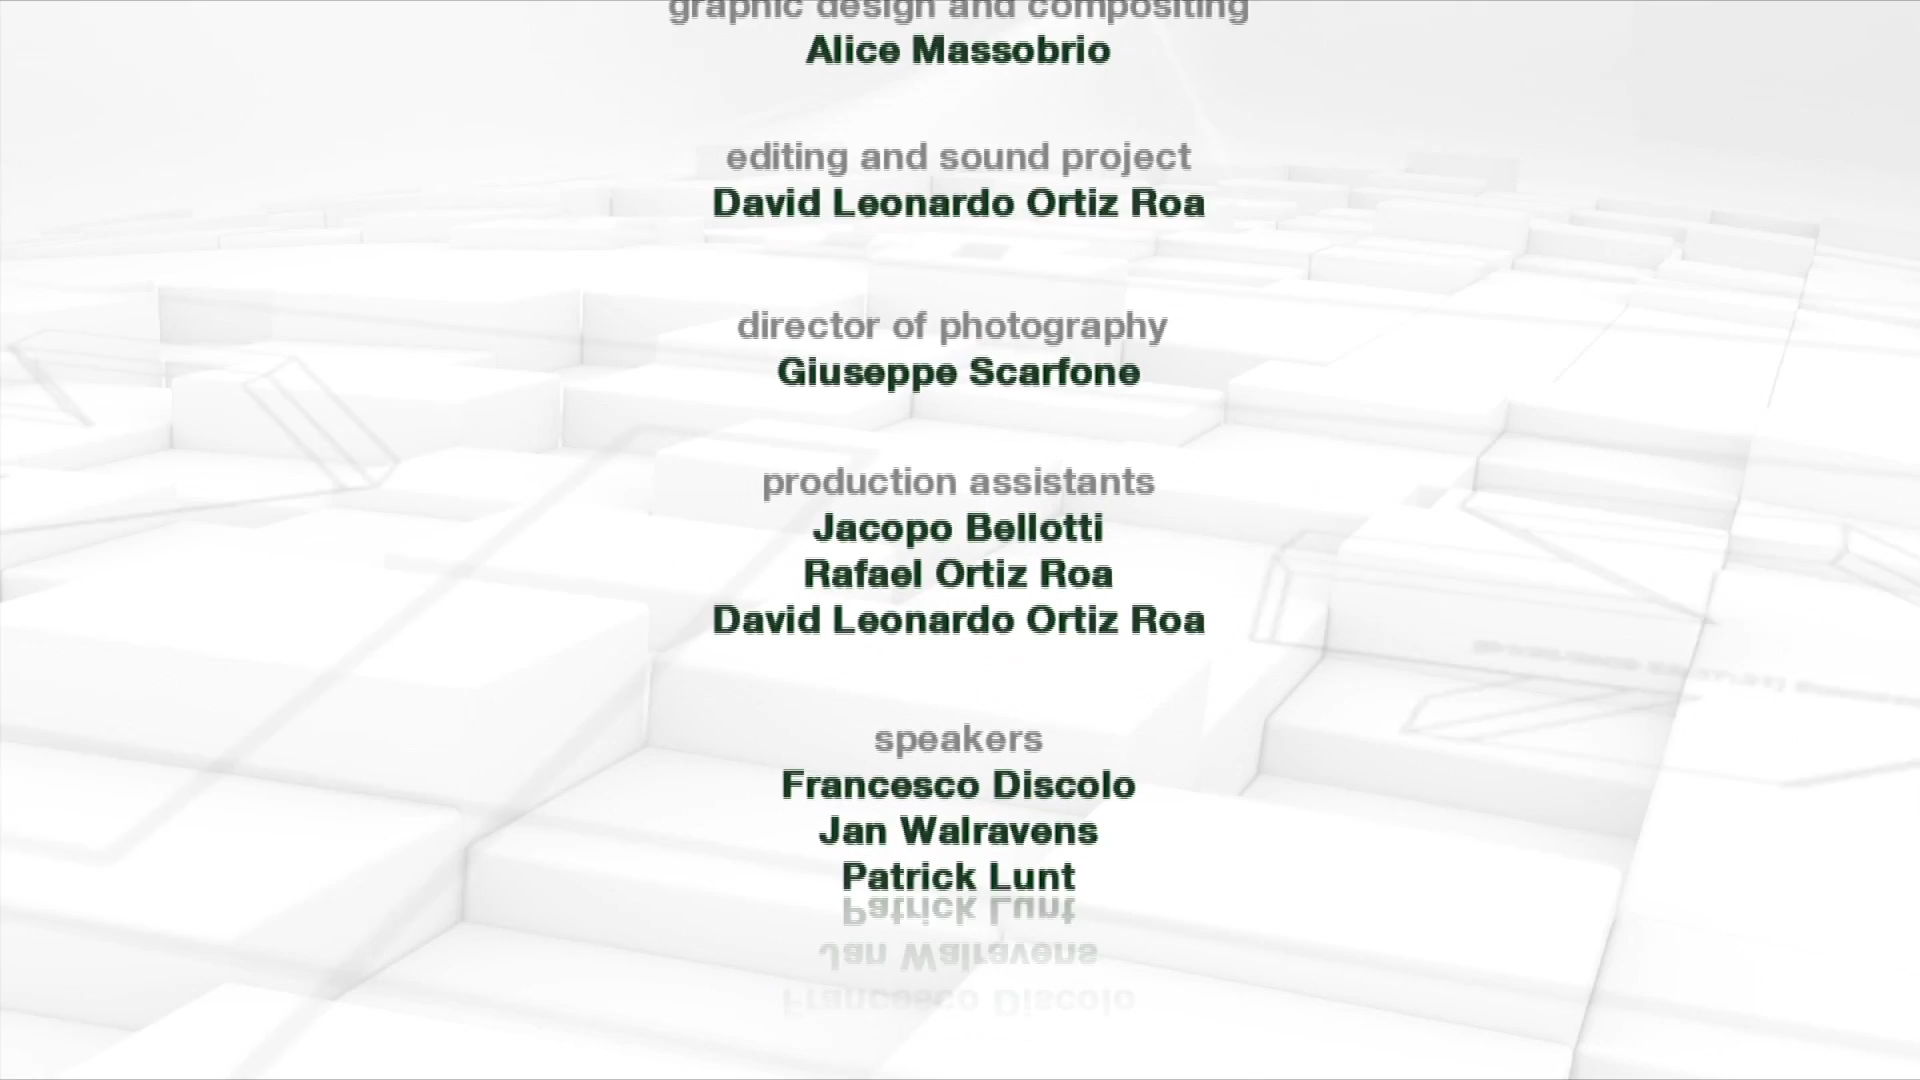 graphic design and compositing
Alice Massobrio
editing and sound project
David Leonardo Ortiz Roa
director of photography
Giuseppe Scarfone
production assistants
Jacopo Bellotti
Rafael Ortiz Roa
David Leonardo Ortiz Roa
speakers
Francesco Discolo
Jan Walravens
Patrick Lunt